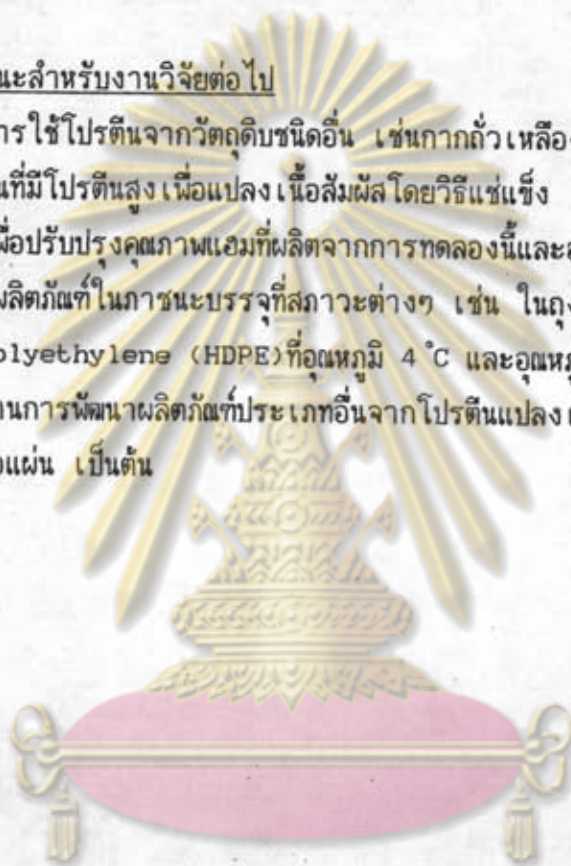 นะสำหรับงานวิจัยต่อไป
การใช้โปรตีนจากวัตถุดิบชนิดอื่น เช่นกากถั่วเหลือง
ที่มีโปรตีนสูงเพื่อแปลงเนื้อสัมผัสโดยวิธีแช่แข็ง
เพื่อปรับปรุงคุณภาพแฮมที่ผลิตจากการทดลองนี้และ
ผลิตภัณฑ์ในภาชนะบรรจุที่สภาวะต่างๆ เช่น ในถุง
olyethylene (HDPE)ที่อุณหภูมิ 4 °C และอุณหภู
านการพัฒนาผลิตภัณฑ์ประเภทอื่นจากโปรตีนแปลง
แผ่น เป็นต้น